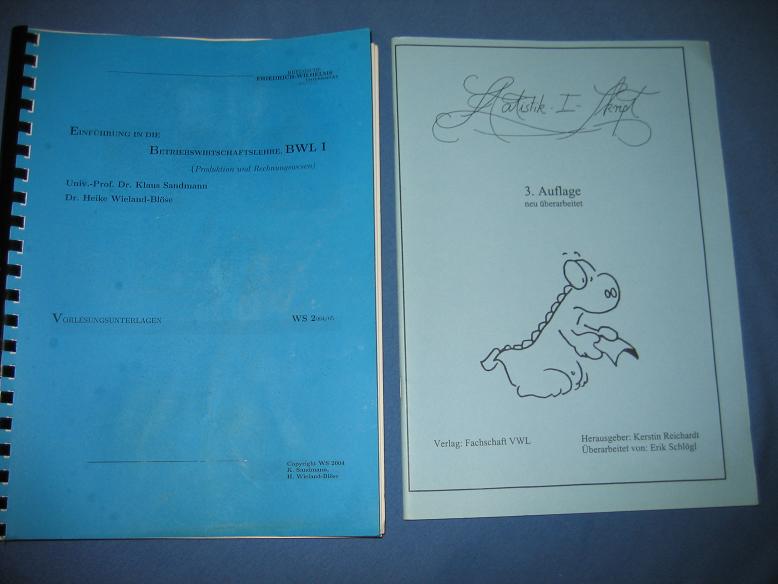 RHEINISCHE
FRIEDRICH-WILHELMS
UNIVERSITÄT
EINFÜHRUNG IN DIE
BETRIEBSWIRTSCHAFTSLEHRE, BWL I
(Produktion und Rechnungswesen)
Univ.-Prof. Dr. Klaus Sandmann
Dr. Heike Wieland-Blöse
VORLESUNGSUNTERLAGEN WS 2004/05
Copyright WS 2004
K. Sandmann,
H. Wieland-Blöse
Statistik - I - Skript
3. Auflage
neu überarbeitet
Verlag: Fachschaft VWL
Herausgeber: Kerstin Reichardt
Überarbeitet von: Erik Schlögl